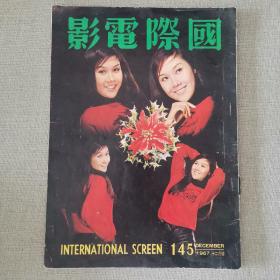 影電際國
INTERNATIONAL SCREEN 145 DECEMBER
1967